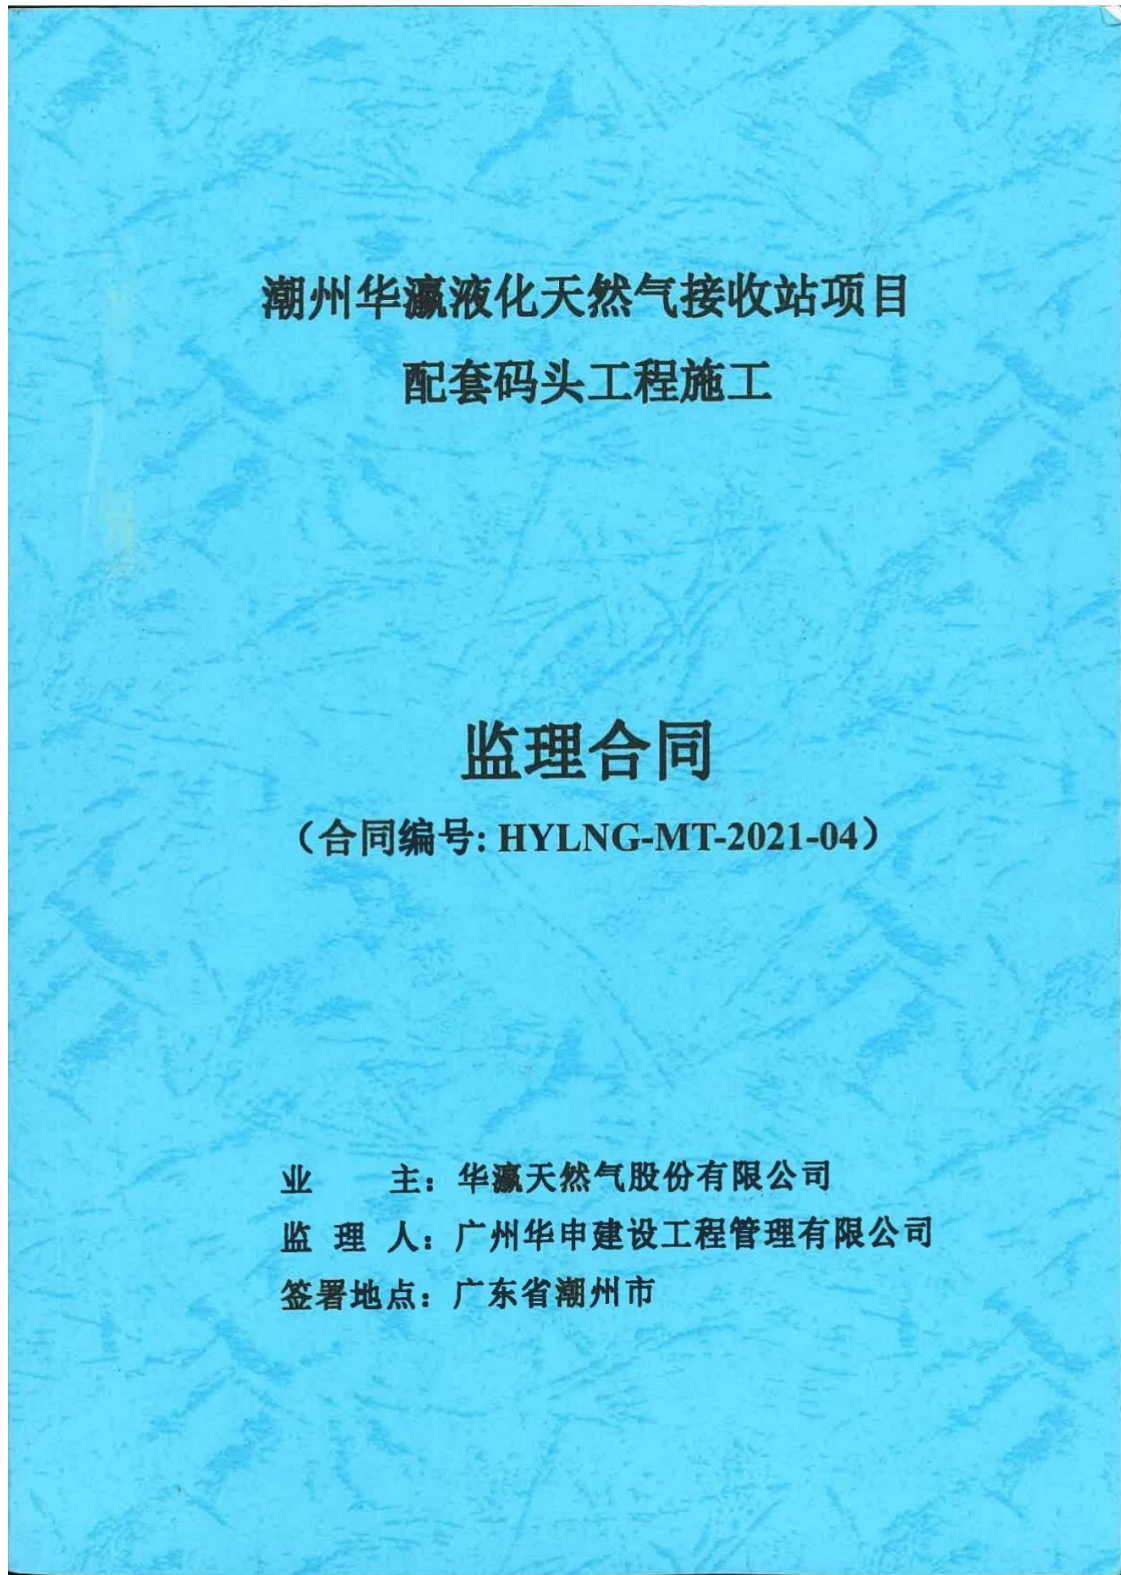 潮州华瀛液化天然气接收站项目
配套码头工程施工
监理合同
（合同编号: HYLNG-MT-2021-04）
业 主：华瀛天然气股份有限公司
监 理 人：广州华申建设工程管理有限公司
签署地点：广东省潮州市